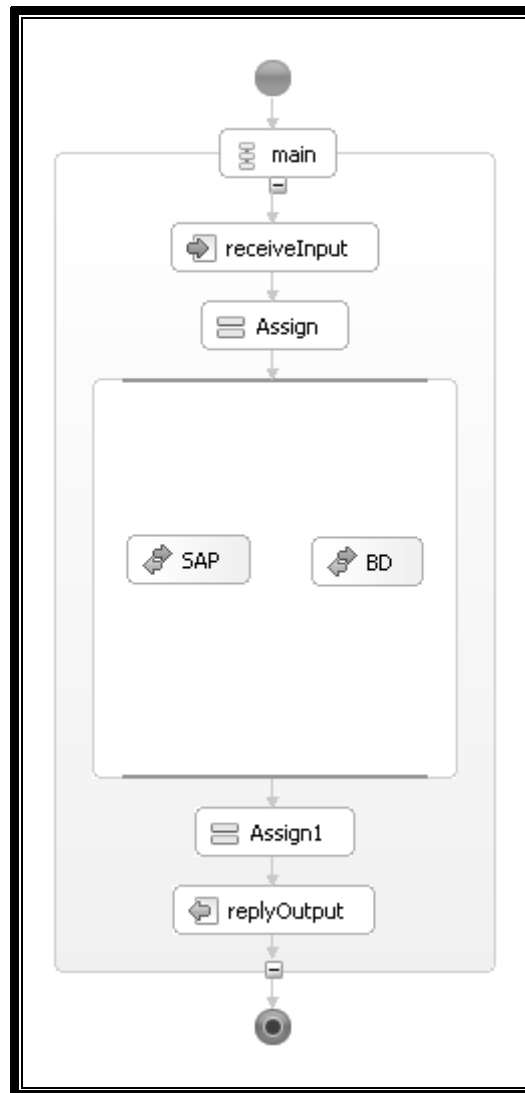 main
receiveInput
Assign
SAP
BD
Assign1
replyOutput